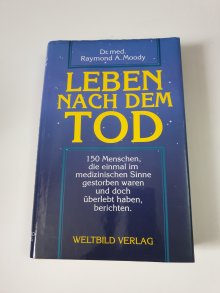 Dr. med.
Raymond A. Moody
LEBEN
NACH DEM
TOD
150 Menschen,
die einmal im
medizinischen Sinne
gestorben waren
und doch
überlebt haben,
berichten.
WELTBILD VERLAG